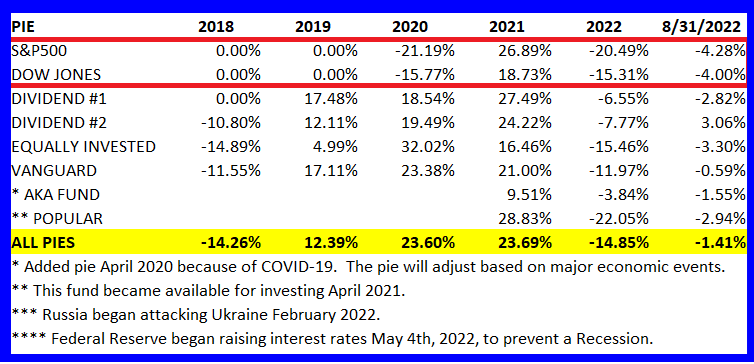 PIE 2018 2019 2020 2021 2022 8/31/2022
S&P500 0.00% 0.00% -21.19% 26.89% -20.49% -4.28%
DOW JONES 0.00% 0.00% -15.77% 18.73% -15.31% -4.00%
DIVIDEND #1 0.00% 17.48% 18.54% 27.49% -6.55% -2.82%
DIVIDEND #2 -10.80% 12.11% 19.49% 24.22% -7.77% 3.06%
EQUALLY INVESTED -14.89% 4.99% 32.02% 16.46% -15.46% -3.30%
VANGUARD -11.55% 17.11% 23.38% 21.00% -11.97% -0.59%
* AKA FUND 9.51% -3.84% -1.55%
** POPULAR 28.83% -22.05% -2.94%
ALL PIES -14.26% 12.39% 23.60% 23.69% -14.85% -1.41%
* Added pie April 2020 because of COVID-19. The pie will adjust based on major economic events.
** This fund became available for investing April 2021.
*** Russia began attacking Ukraine February 2022.
**** Federal Reserve began raising interest rates May 4th, 2022, to prevent a Recession.